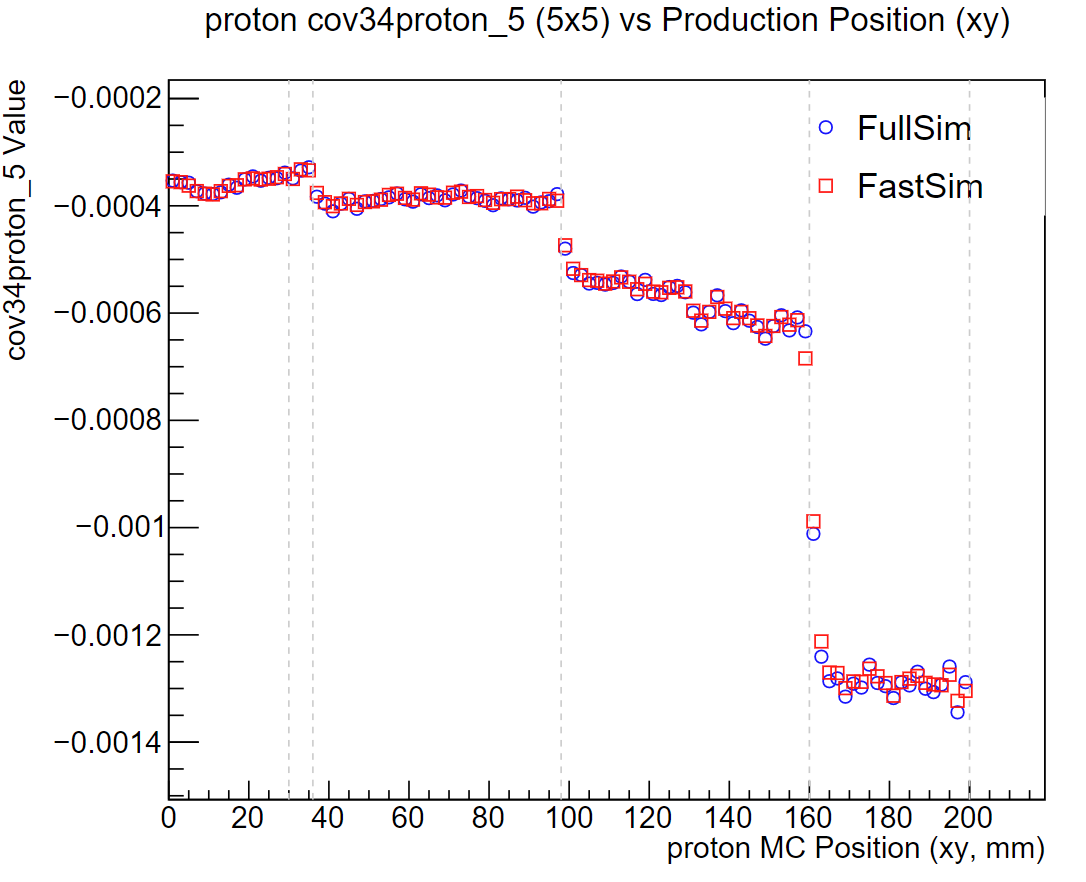 proton cov34proton_5 (5x5) vs Production Position (xy)
cov34proton_5 Value
−0.0002
−0.0004
−0.0006
−0.0008
−0.001
−0.0012
−0.0014
FullSim
FastSim
0 20 40 60 80 100 120 140 160 180 200
proton MC Position (xy, mm)